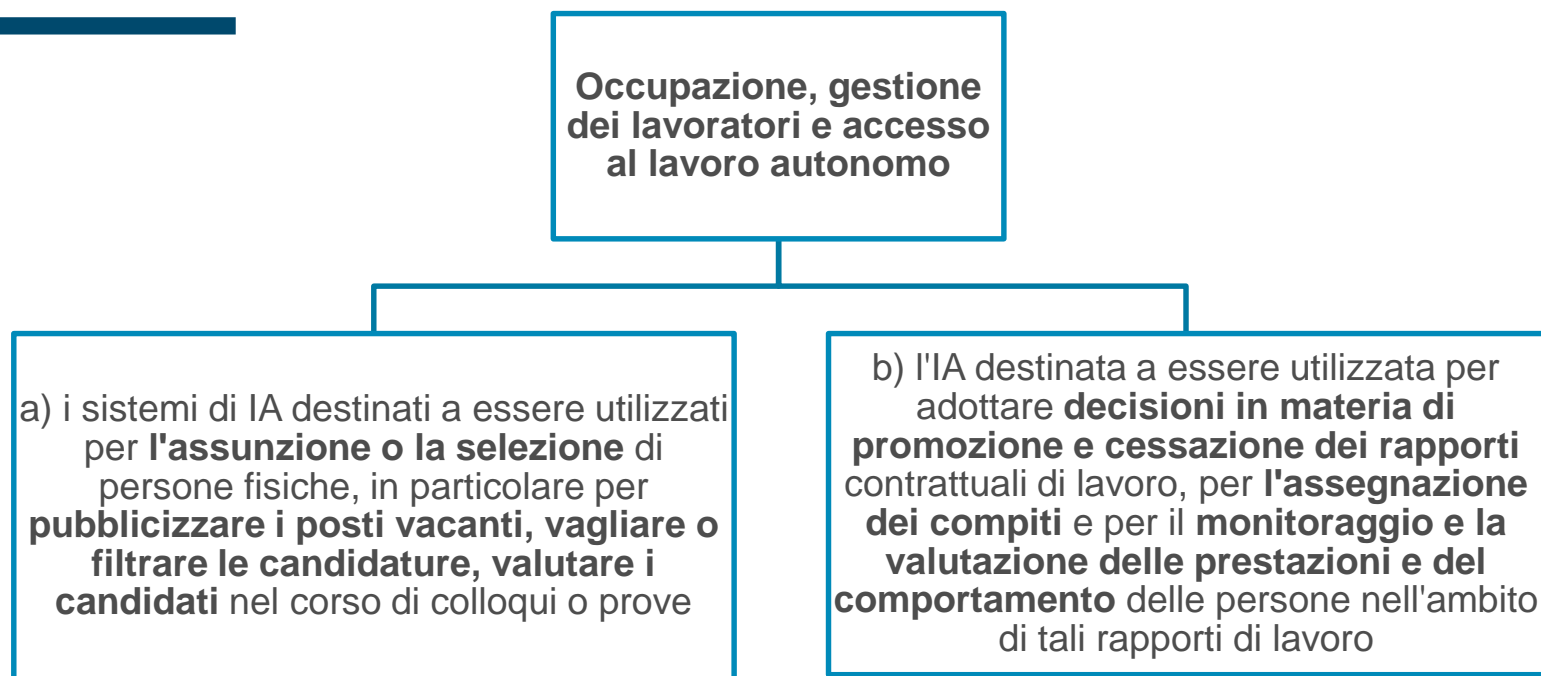 Occupazione, gestione
dei lavoratori e accesso
al lavoro autonomo
a) i sistemi di IA destinati a essere utilizzati
per l'assunzione o la selezione di
persone fisiche, in particolare per
pubblicizzare i posti vacanti, vagliare o
filtrare le candidature, valutare i
candidati nel corso di colloqui o prove
b) l'IA destinata a essere utilizzata per
adottare decisioni in materia di
promozione e cessazione dei rapporti
contrattuali di lavoro, per l'assegnazione
dei compiti e per il monitoraggio e la
valutazione delle prestazioni e del
comportamento delle persone nell'ambito
di tali rapporti di lavoro